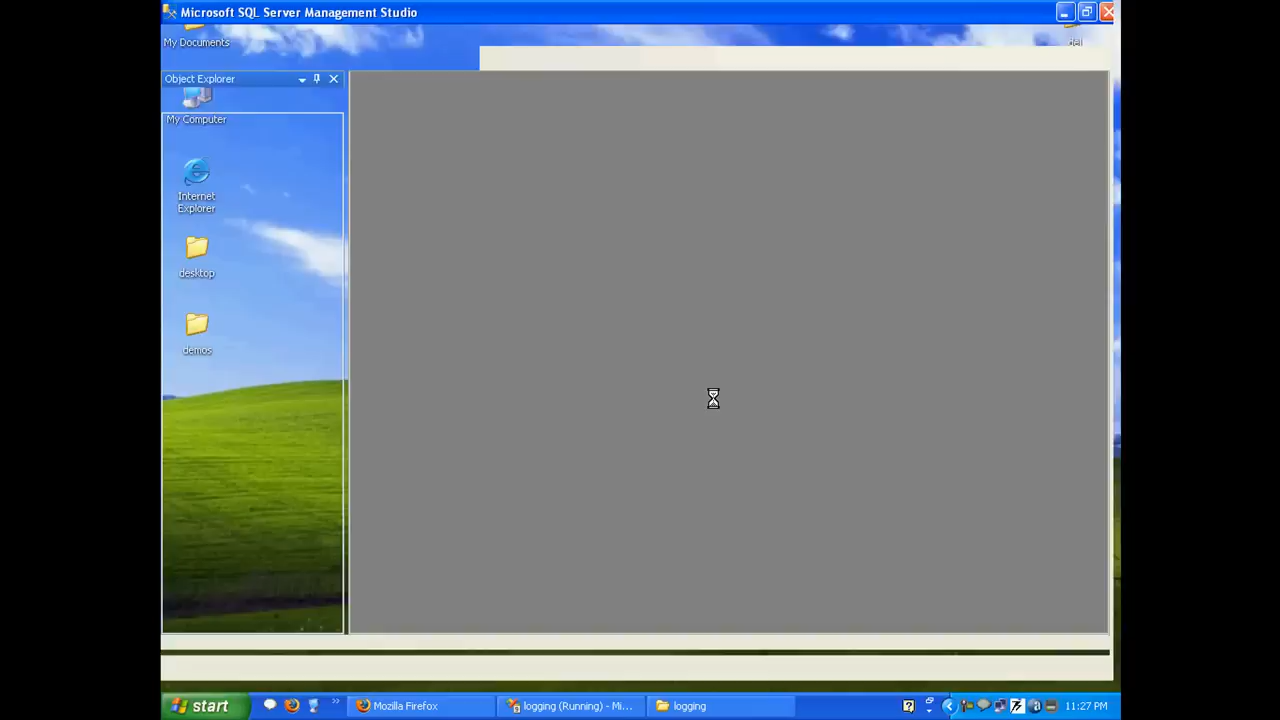 Microsoft SQL Server Management Studio
My Documents
del
Object Explorer
My Computer
Internet
Explorer
desktop
demos
start
Mozilla Firefox
logging (Running) - Mi...
logging
11:27 PM